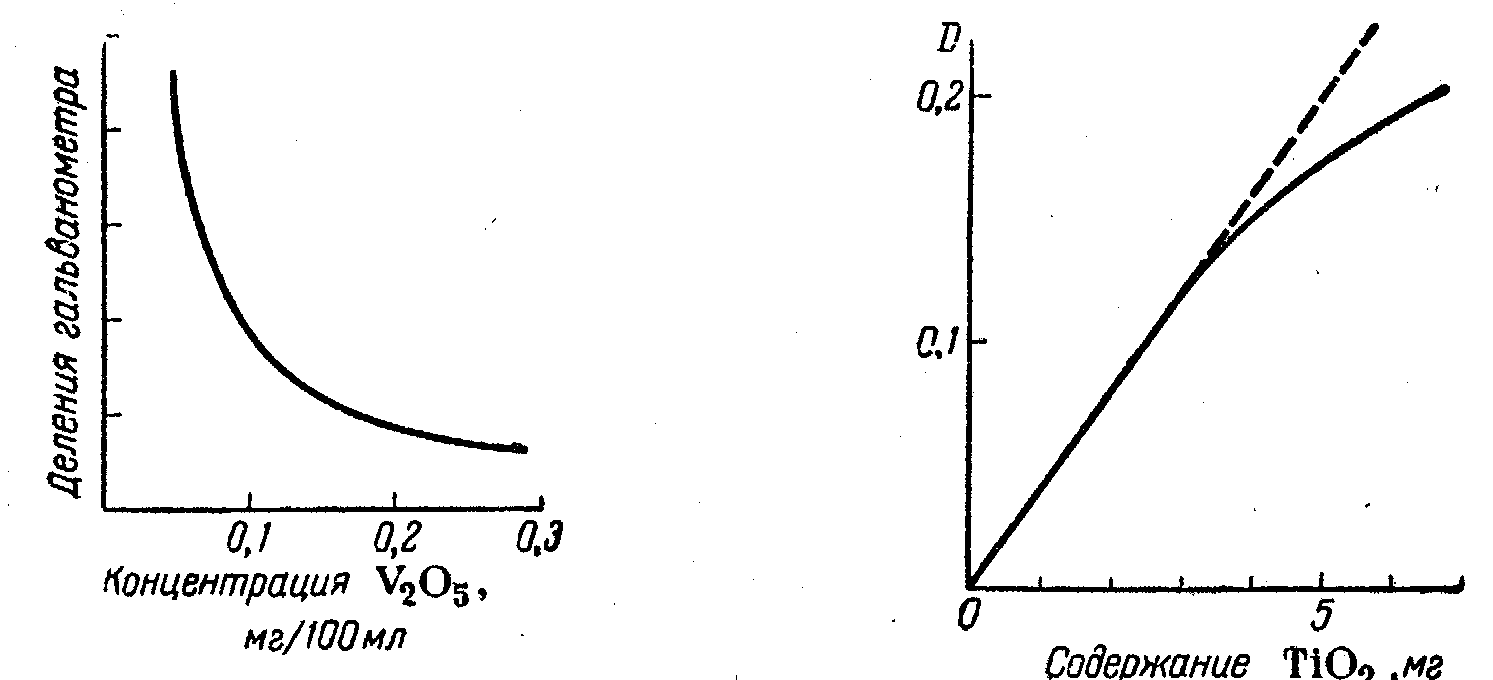 Деления гальванометра
0,1 0,2 0,3
Концентрация V₂O₅,
мг/100 мл
D
0,2
0,1
0 5
Содержание TiO₂, мг